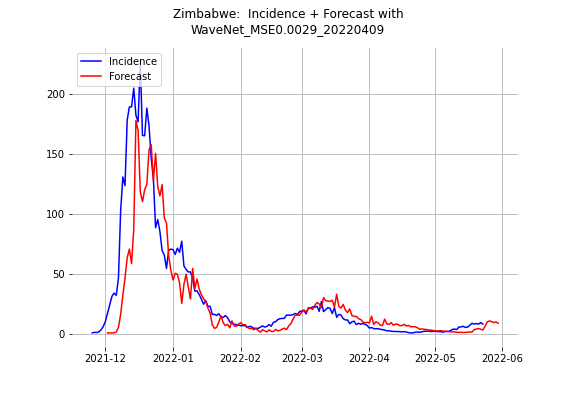 Zimbabwe:  Incidence + Forecast with
WaveNet_MSE0.0029_20220409
Incidence
Forecast
200
150
100
50
0
2021-12 2022-01 2022-02 2022-03 2022-04 2022-05 2022-06